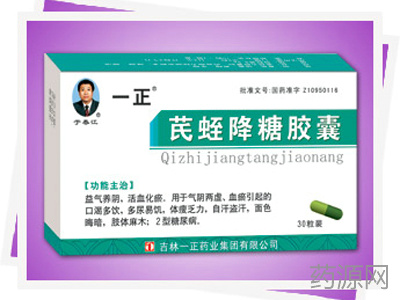 一正®
批准文号:国药准字 Z10950116
于春江
芪蛭降糖胶囊
Qizhijiangtangjiaonang
【功能主治】
益气养阴,活血化瘀。用于气阴两虚、血瘀引起的
口渴多饮,多尿易饥,体瘦乏力,自汗盗汗,面色
晦暗,肢体麻木;2型糖尿病。
30粒装
吉林一正药业集团有限公司
药源网